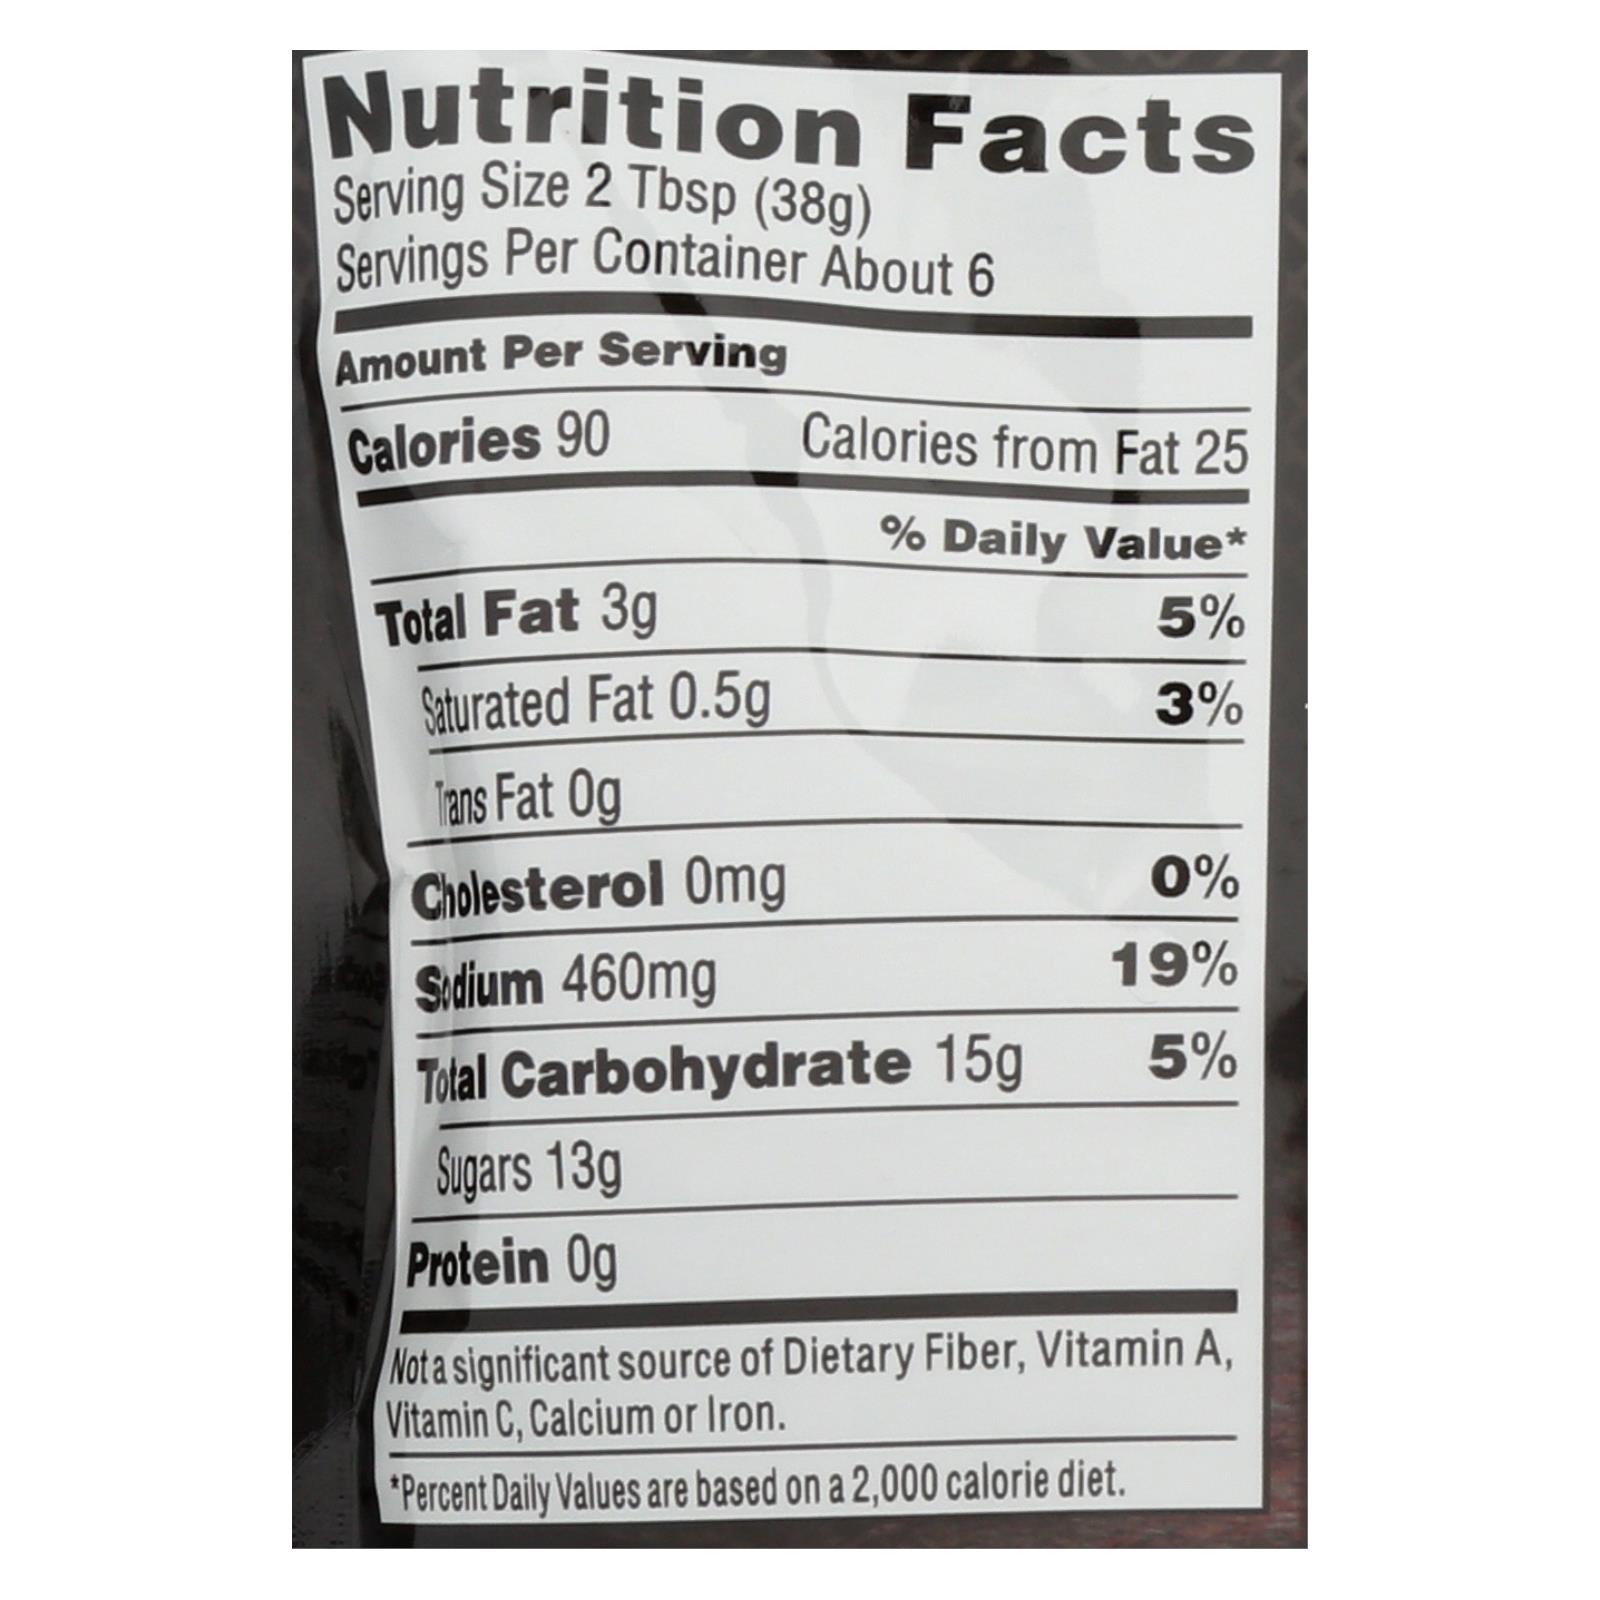 Nutrition Facts
Serving Size 2 Tbsp (38g)
Servings Per Container About 6
Amount Per Serving
Calories 90 Calories from Fat 25
% Daily Value*
Total Fat 3g 5%
Saturated Fat 0.5g 3%
Trans Fat 0g
Cholesterol 0mg 0%
Sodium 460mg 19%
Total Carbohydrate 15g 5%
Sugars 13g
Protein 0g
Not a significant source of Dietary Fiber, Vitamin A,
Vitamin C, Calcium or Iron.
*Percent Daily Values are based on a 2,000 calorie diet.